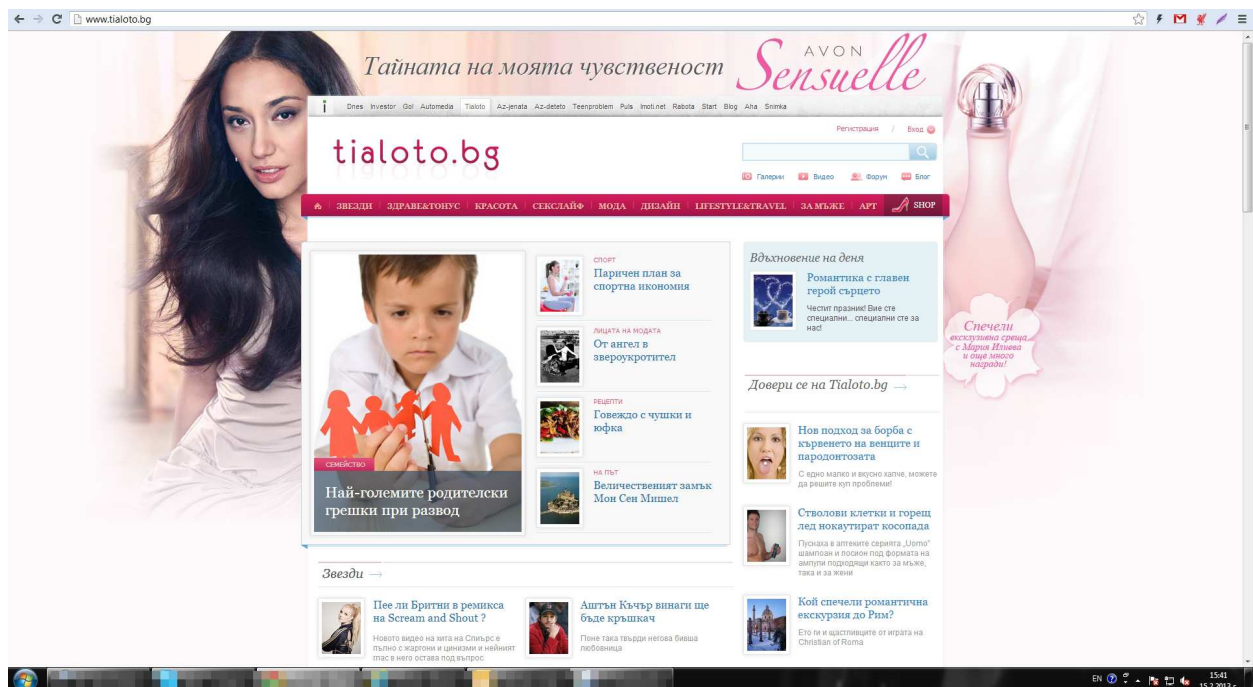 www.tialoto.bg
Тайната на моята чувственост
AVON
Sensuelle
i Dnes Investor Gol Automedia Tialoto Az-jenata Az-deteto Teenproblem Puls Imoti.net Rabota Start Blog Aha Snimka
Регистрация / Вход
tialoto.bg
Галерии Видео Форум Блог
ЗВЕЗДИ ЗДРАВЕ&ТОНУС КРАСОТА СЕКСЛАЙФ МОДА ДИЗАЙН LIFESTYLE&TRAVEL ЗА МЪЖЕ АРТ SHOP
СЕМЕЙСТВО
Най-големите родителски
грешки при развод
СПОРТ
Паричен план за
спортна икономия
ЛИЦАТА НА МОДАТА
От ангел в
звероукротител
РЕЦЕПТИ
Говеждо с чушки и
юфка
НА ПЪТ
Величественият замък
Мон Сен Мишел
Вдъхновение на деня
Романтика с главен
герой сърцето
Честит празник! Вие сте
специални... специални сте за
нас!
Спечели
ексклузивна среща
с Мария Илиева
и още много
награди!
Довери се на Tialoto.bg →
Нов подход за борба с
кървенето на венците и
пародонтозата
С едно малко и вкусно хапче, можете
да решите куп проблеми!
Стволови клетки и горещ
лед нокаутират косопада
Пуснаха в аптеките серията „Uomo"
шампоан и лосион под формата на
ампули подходящи както за мъже,
така и за жени
Кой спечели романтична
екскурзия до Рим?
Ето ги и щастливците от играта на
Christian of Roma
Звезди →
Пее ли Бритни в ремикса
на Scream and Shout ?
Новото видео на хита на Спиърс е
пълно с жаргони и цинизми и нейният
глас в него остава под въпрос
Аштън Къчър винаги ще
бъде кръшкач
Поне така твърди негова бивша
любовница
EN 15:41